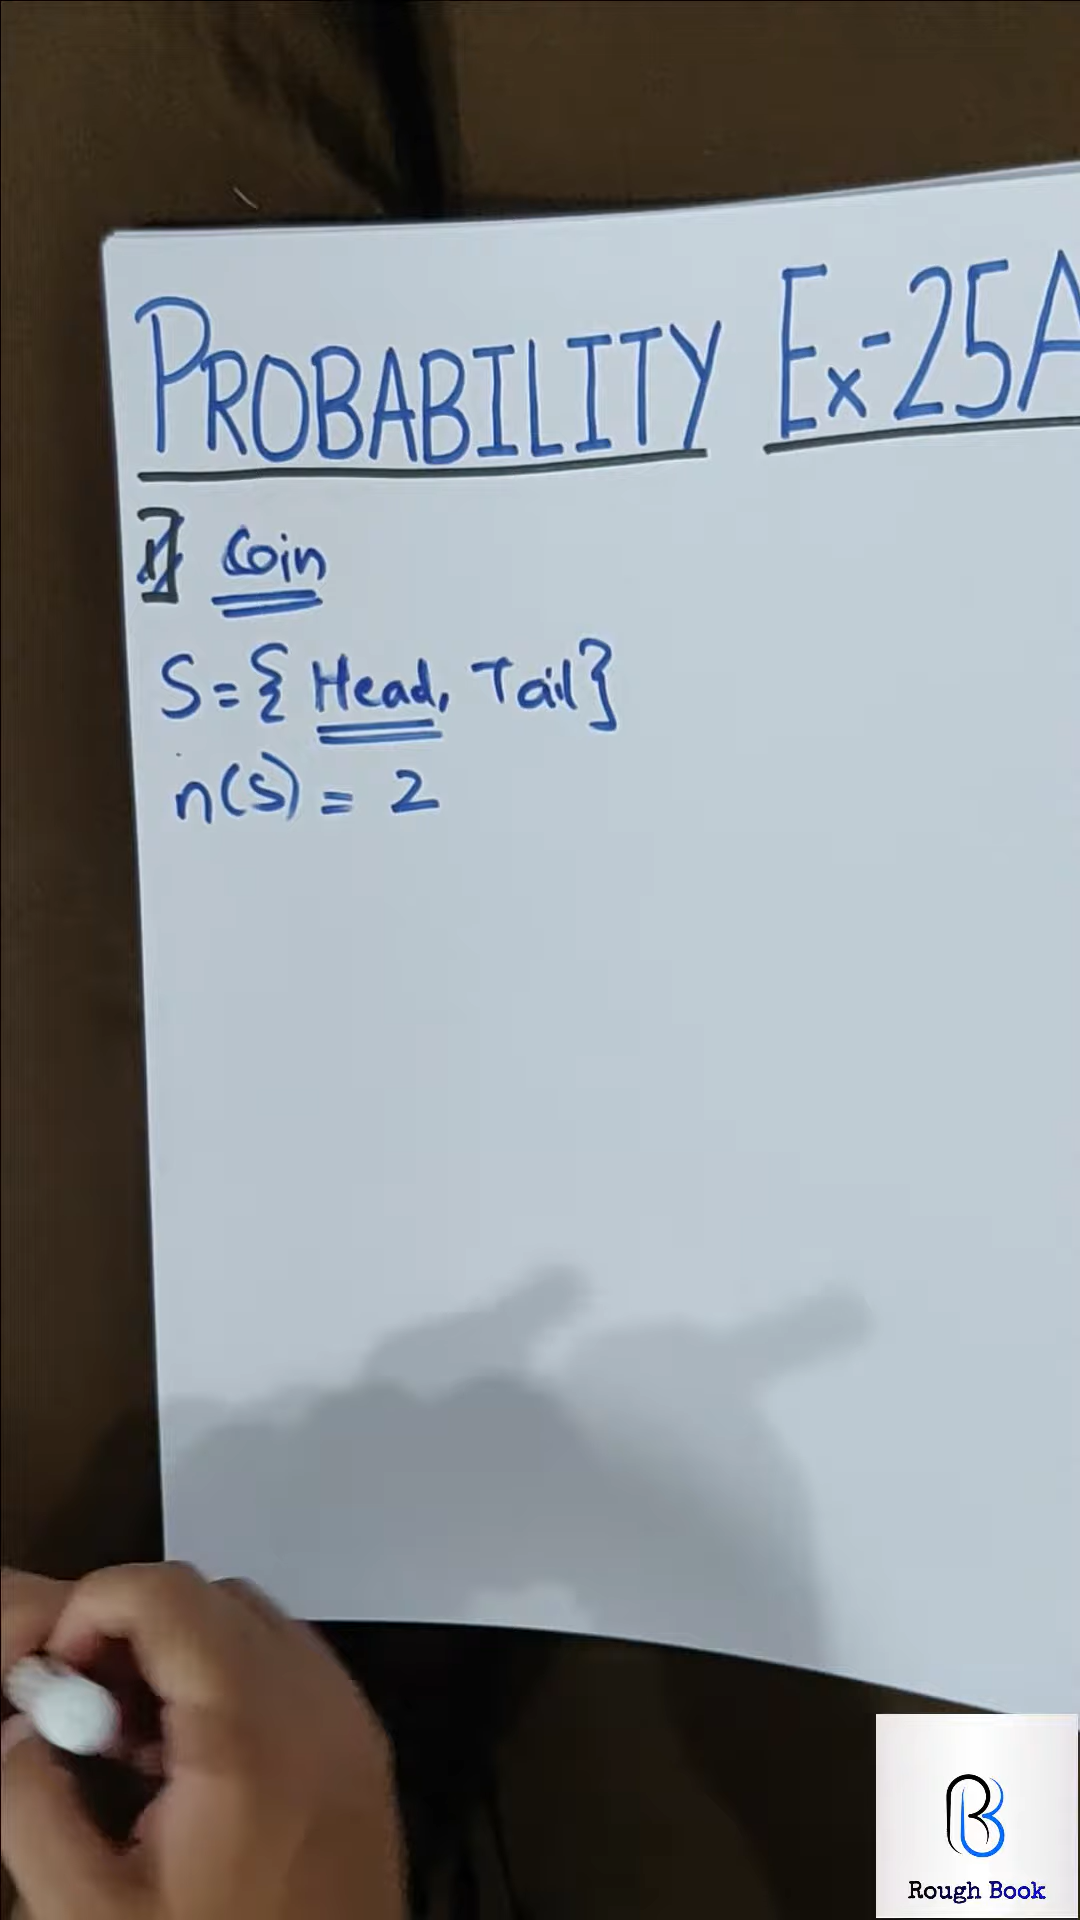 PROBABILITY Ex-25A
Coin
S = { Head, Tail }
n(S) = 2
Rough Book